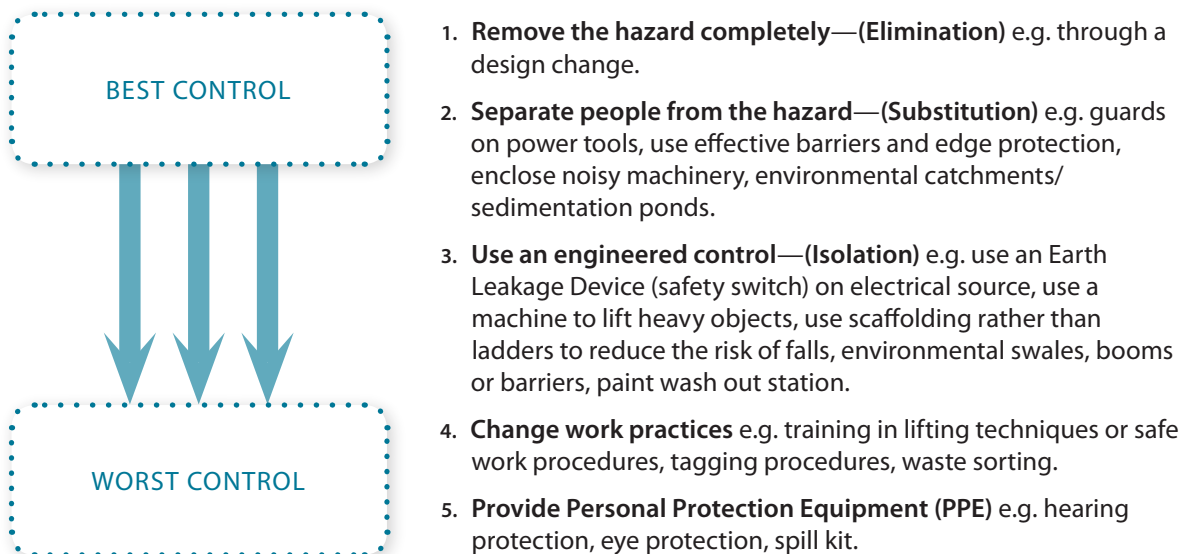 BEST CONTROL
WORST CONTROL
1. Remove the hazard completely—(Elimination) e.g. through a
design change.
2. Separate people from the hazard—(Substitution) e.g. guards
on power tools, use effective barriers and edge protection,
enclose noisy machinery, environmental catchments/
sedimentation ponds.
3. Use an engineered control—(Isolation) e.g. use an Earth
Leakage Device (safety switch) on electrical source, use a
machine to lift heavy objects, use scaffolding rather than
ladders to reduce the risk of falls, environmental swales, booms
or barriers, paint wash out station.
4. Change work practices e.g. training in lifting techniques or safe
work procedures, tagging procedures, waste sorting.
5. Provide Personal Protection Equipment (PPE) e.g. hearing
protection, eye protection, spill kit.